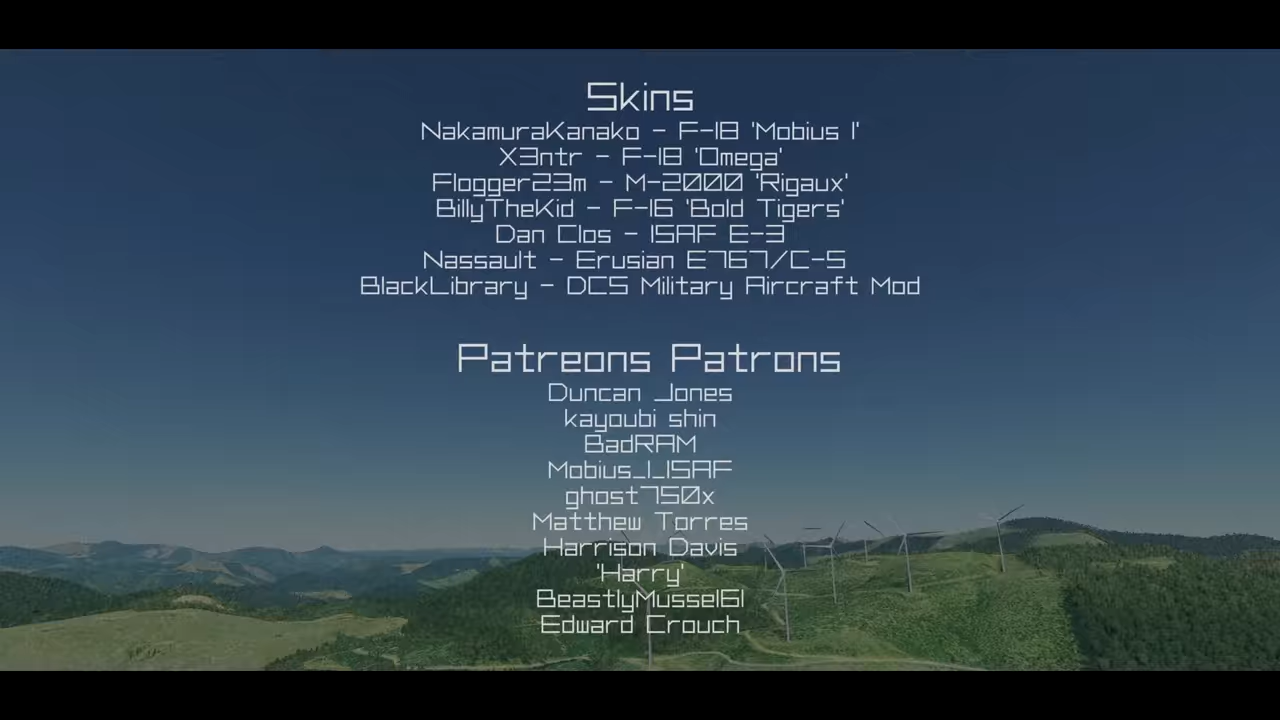 Skins
NakamuraKanako - F-18 'Mobius 1'
X3ntr - F-18 'Omega'
Flogger23m - M-2000 'Rigaux'
BillyTheKid - F-16 'Bold Tigers'
Dan Clos - ISAF E-3
Nassault - Erusian E767/C-5
BlackLibrary - DCS Military Aircraft Mod
Patreons Patrons
Duncan Jones
kayoubi shin
BadRAM
Mobius_1_ISAF
ghost750x
Matthew Torres
Harrison Davis
'Harry'
BeastlyMussel61
Edward Crouch